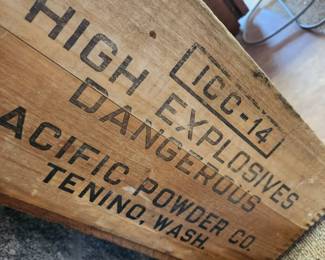 ICC-14
HIGH EXPLOSIVES
DANGEROUS
ACIFIC POWDER CO.
TENINO, WASH.